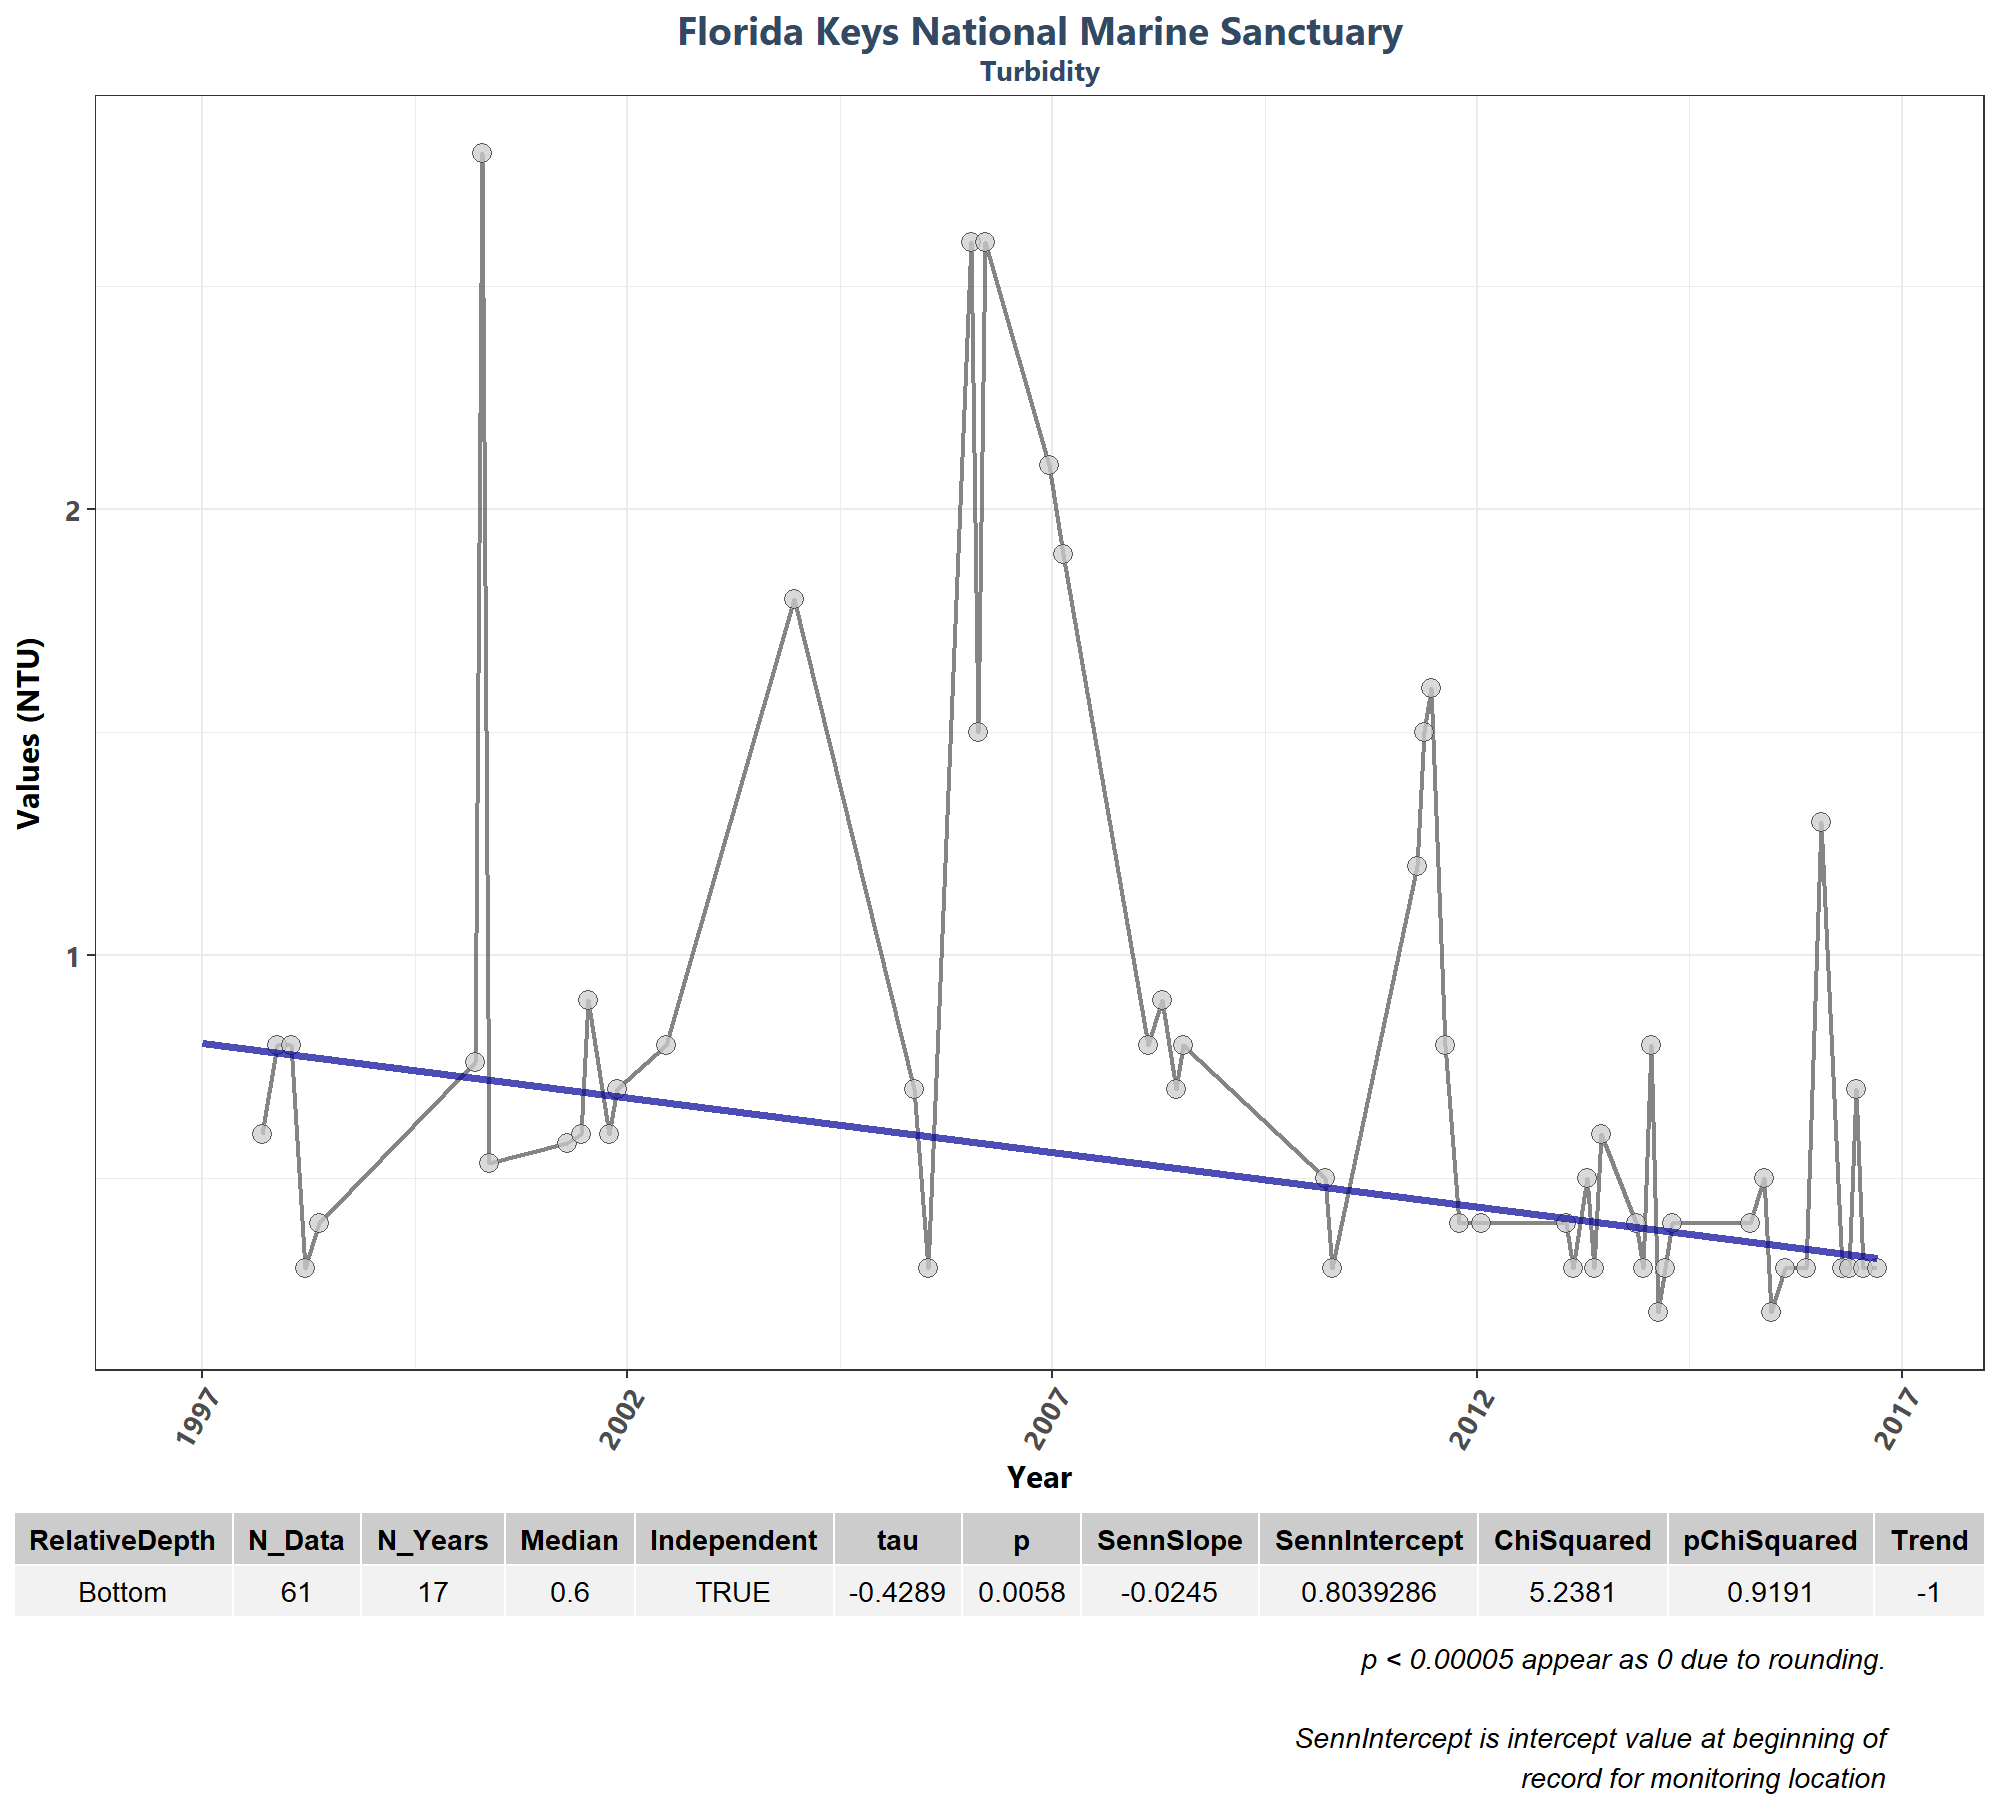 Florida Keys National Marine Sanctuary
Turbidity
Values (NTU)
2
1
1997 2002 2007 2012 2017
Year
RelativeDepth N_Data N_Years Median Independent tau p SennSlope SennIntercept ChiSquared pChiSquared Trend
Bottom 61 17 0.6 TRUE -0.4289 0.0058 -0.0245 0.8039286 5.2381 0.9191 -1
p < 0.00005 appear as 0 due to rounding.
SennIntercept is intercept value at beginning of
record for monitoring location